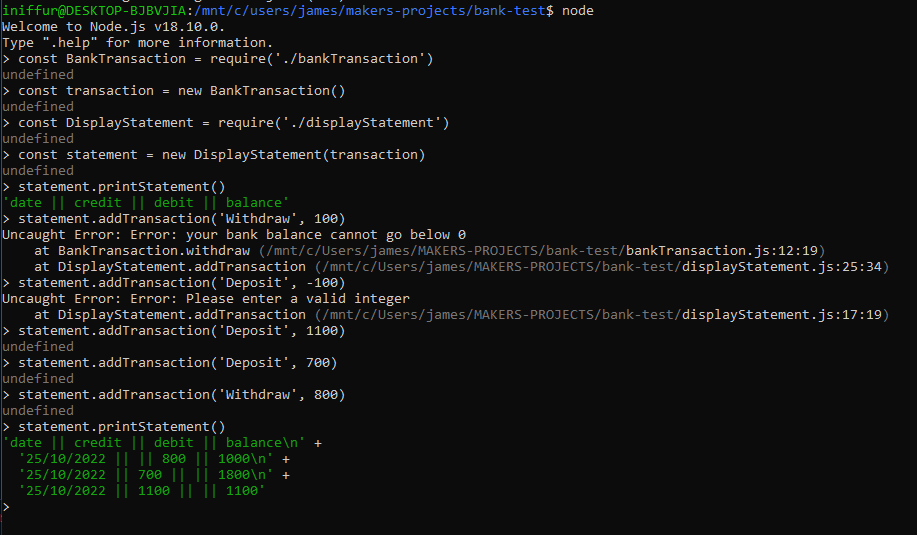 iniffur@DESKTOP-BJBVJIA:/mnt/c/users/james/makers-projects/bank-test$ node
Welcome to Node.js v18.10.0.
Type ".help" for more information.
> const BankTransaction = require('./bankTransaction')
undefined
> const transaction = new BankTransaction()
undefined
> const DisplayStatement = require('./displayStatement')
undefined
> const statement = new DisplayStatement(transaction)
undefined
> statement.printStatement()
'date || credit || debit || balance'
> statement.addTransaction('Withdraw', 100)
Uncaught Error: Error: your bank balance cannot go below 0
    at BankTransaction.withdraw (/mnt/c/Users/james/MAKERS-PROJECTS/bank-test/bankTransaction.js:12:19)
    at DisplayStatement.addTransaction (/mnt/c/Users/james/MAKERS-PROJECTS/bank-test/displayStatement.js:25:34)
> statement.addTransaction('Deposit', -100)
Uncaught Error: Error: Please enter a valid integer
    at DisplayStatement.addTransaction (/mnt/c/Users/james/MAKERS-PROJECTS/bank-test/displayStatement.js:17:19)
> statement.addTransaction('Deposit', 1100)
undefined
> statement.addTransaction('Deposit', 700)
undefined
> statement.addTransaction('Withdraw', 800)
undefined
> statement.printStatement()
'date || credit || debit || balance\n' +
  '25/10/2022 || || 800 || 1000\n' +
  '25/10/2022 || 700 || || 1800\n' +
  '25/10/2022 || 1100 || || 1100'
>